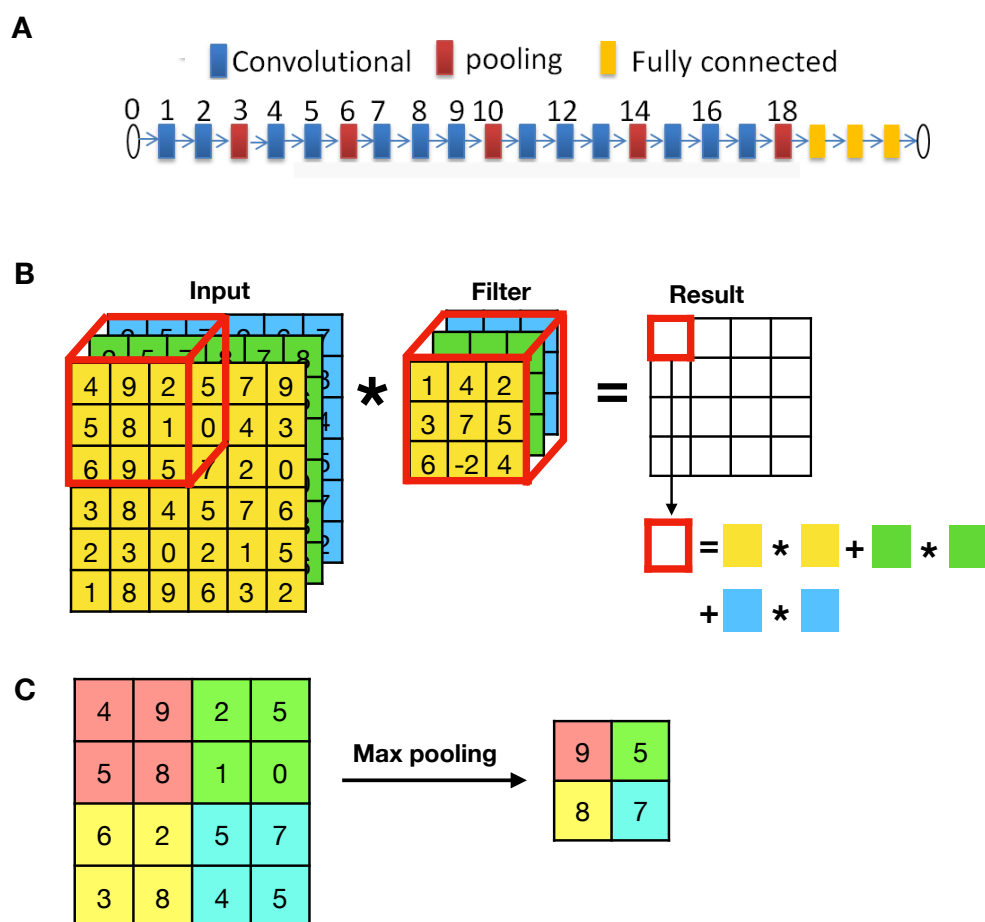 A
Convolutional pooling Fully connected
0 1 2 3 4 5 6 7 8 9 10 12 14 16 18
B
Input Filter Result
4 9 2 5 7 9
5 8 1 0 4 3
6 9 5 7 2 0
3 8 4 5 7 6
2 3 0 2 1 5
1 8 9 6 3 2
*
1 4 2
3 7 5
6 -2 4
=
= * + *
+ *
C
4 9 2 5
5 8 1 0
6 2 5 7
3 8 4 5
Max pooling
9 5
8 7